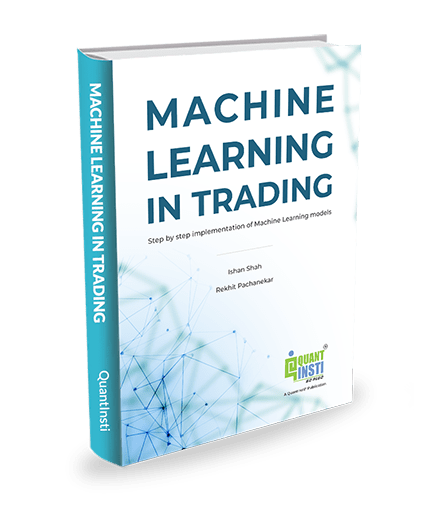 MACHINE LEARNING IN TRADING
QuantInsti
MACHINE
LEARNING
IN TRADING
Step by step implementation of Machine Learning models
Ishan Shah
Rekhit Pachanekar
QUANT
INSTI
A QuantInsti® Publication